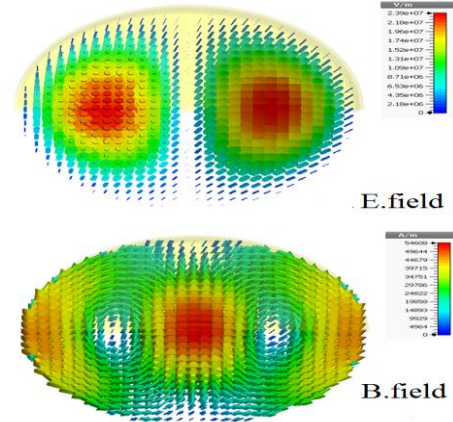 V/m
2.39e+07
2.18e+07
1.96e+07
1.74e+07
1.52e+07
1.31e+07
1.09e+07
8.71e+06
6.53e+06
4.35e+06
2.18e+06
0
E.field
A/m
54608
49644
44679
39715
34751
29786
24822
19857
14893
9929
4964
0
B.field